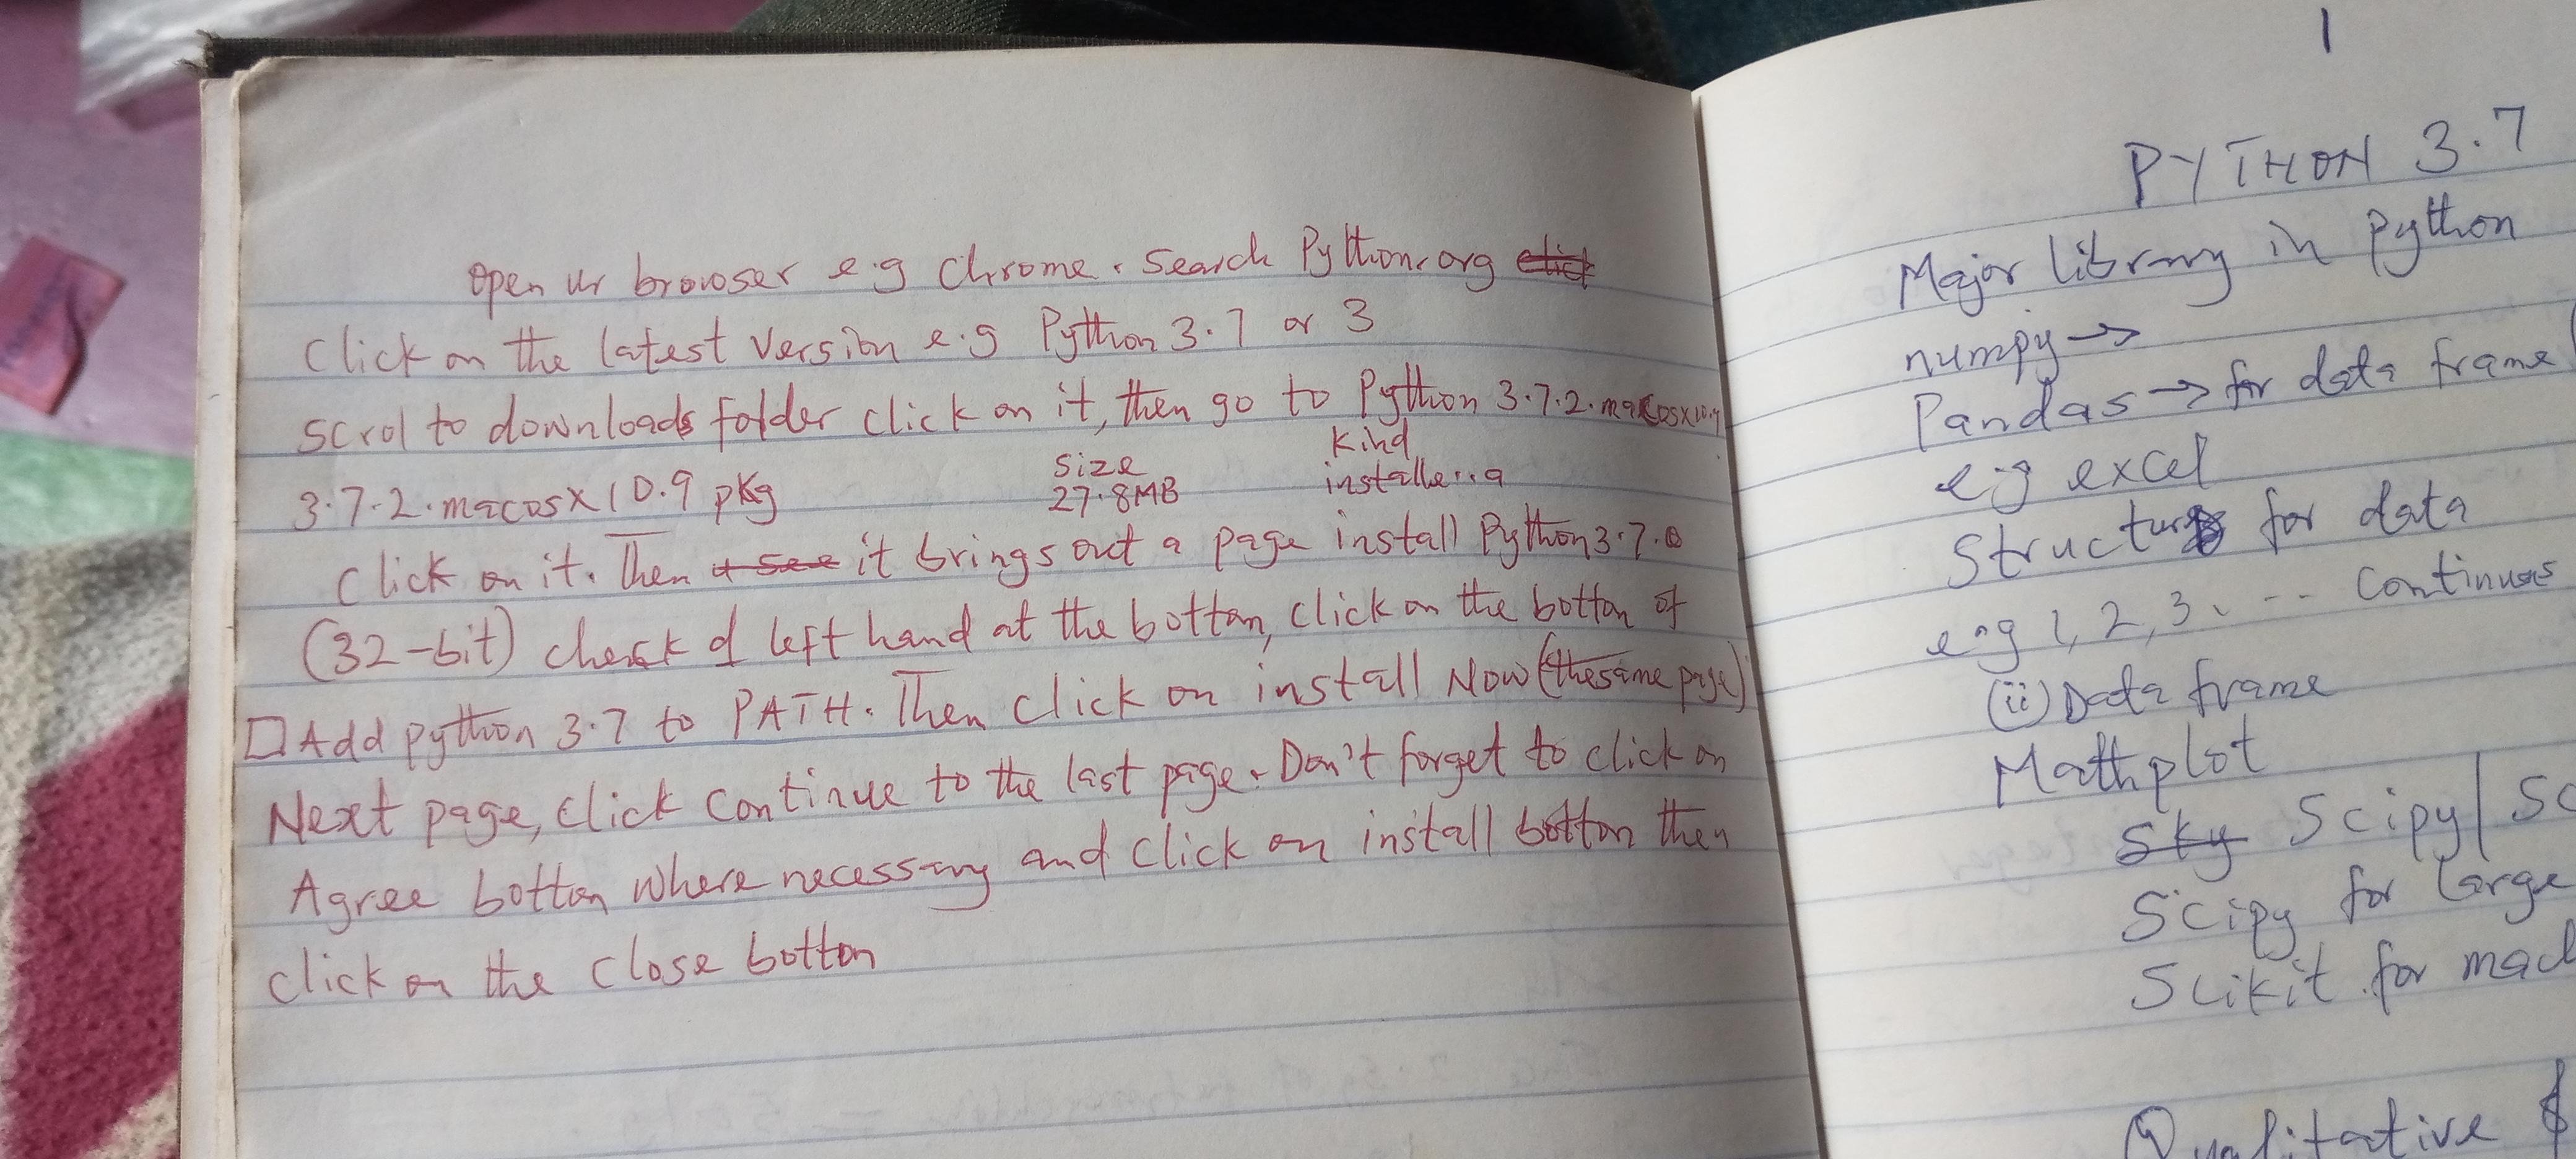 open ur browser e.g Chrome. Search Python.org
Click on the latest Version e.g Python 3.7 or 3
Scrol to downloads folder click on it, then go to Python 3.7.2.macosx10.9
Size Kind
3.7.2.macosx10.9 pkg 27.8MB installe..a
Click on it. Then it brings out a page install Python 3.7.0
(32-bit) check d left hand at the botton, click on the botton of
□ Add python 3.7 to PATH. Then click on install Now (the same page)
Next page, click Continue to the last page. Don't forget to click on
Agree botton where necessary and click on install botton then
click on the close botton
1
PYTHON 3.7
Major library in python
numpy →
Pandas → for data frame
e.g excel
Structure for data
e.g 1, 2, 3, ... Continues
(ii) Data frame
Mathplot
Sky Scipy/ Sc
Scipy for large
Scikit for mac
Qualitative